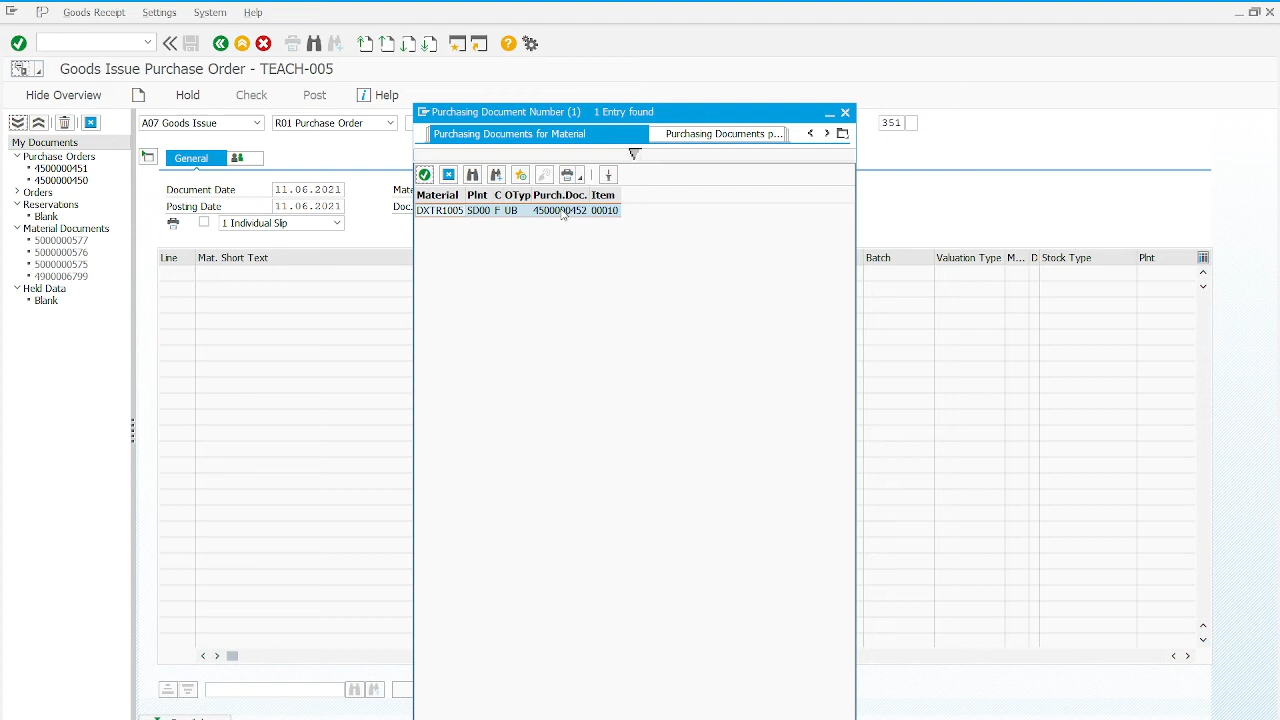 Goods Receipt Settings System Help
Goods Issue Purchase Order - TEACH-005
Hide Overview Hold Check Post Help
My Documents
Purchase Orders
4500000451
4500000450
Orders
Reservations
Blank
Material Documents
5000000577
5000000576
5000000575
4900006799
Held Data
Blank
A07 Goods Issue R01 Purchase Order 351
General
Document Date 11.06.2021 Mate
Posting Date 11.06.2021 Doc.
1 Individual Slip
Line Mat. Short Text Batch Valuation Type M... D Stock Type Plnt
Purchasing Document Number (1) 1 Entry found
Purchasing Documents for Material Purchasing Documents p...
Material Plnt C OTyp Purch.Doc. Item
DXTR1005 SD00 F UB 4500000452 00010